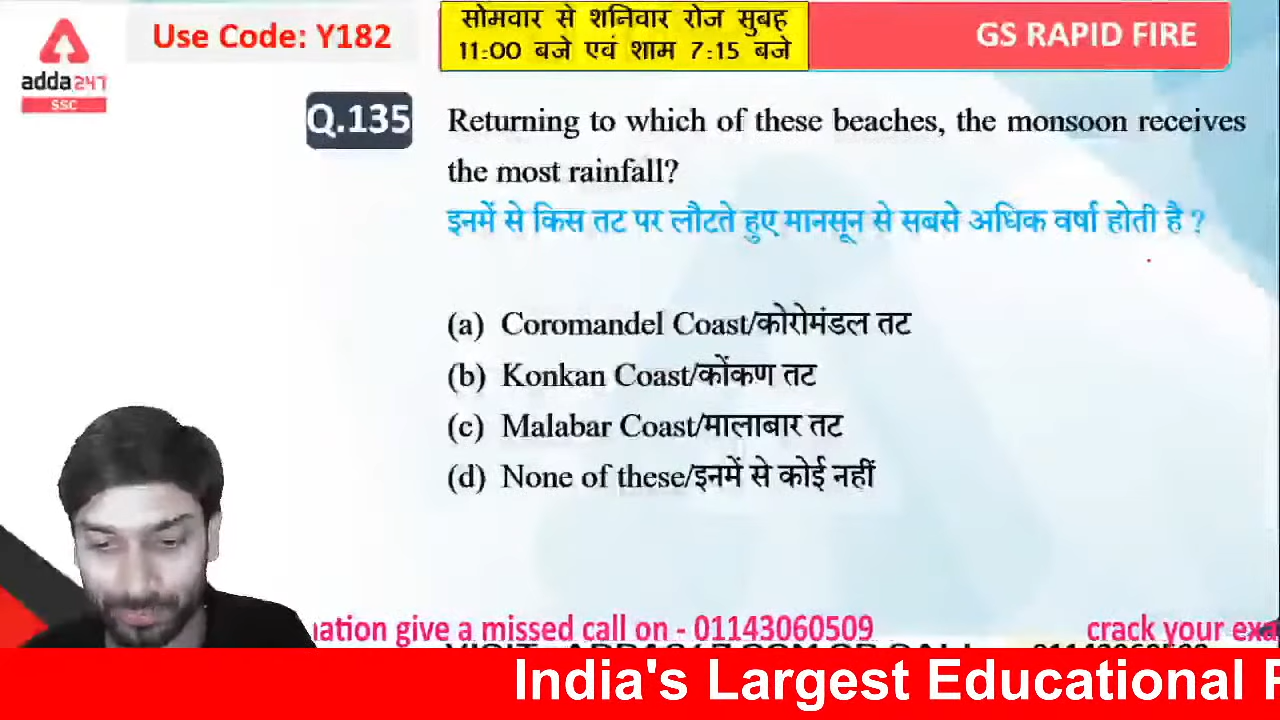 Use Code: Y182
सोमवार से शनिवार रोज सुबह
11:00 बजे एवं शाम 7:15 बजे
GS RAPID FIRE
adda247
SSC
Q.135
Returning to which of these beaches, the monsoon receives
the most rainfall?
इनमें से किस तट पर लौटते हुए मानसून से सबसे अधिक वर्षा होती है ?
(a) Coromandel Coast/कोरोमंडल तट
(b) Konkan Coast/कोंकण तट
(c) Malabar Coast/मालाबार तट
(d) None of these/इनमें से कोई नहीं
give a missed call on - 01143060509
crack your
India's Largest Educational